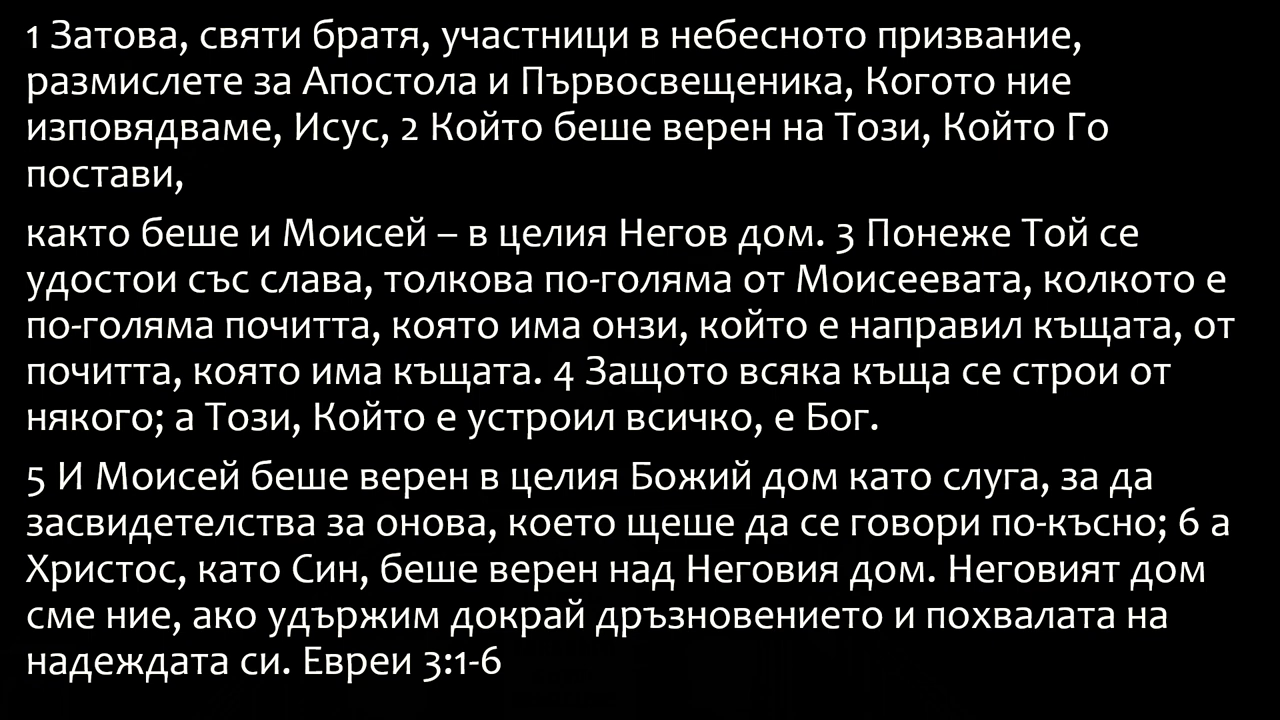 1 Затова, святи братя, участници в небесното призвание,
размислете за Апостола и Първосвещеника, Когото ние
изповядваме, Исус, 2 Който беше верен на Този, Който Го
постави,
както беше и Моисей – в целия Негов дом. 3 Понеже Той се
удостои със слава, толкова по-голяма от Моисеевата, колкото е
по-голяма почитта, която има онзи, който е направил къщата, от
почитта, която има къщата. 4 Защото всяка къща се строи от
някого; а Този, Който е устроил всичко, е Бог.
5 И Моисей беше верен в целия Божий дом като слуга, за да
засвидетелства за онова, което щеше да се говори по-късно; 6 а
Христос, като Син, беше верен над Неговия дом. Неговият дом
сме ние, ако удържим докрай дръзновението и похвалата на
надеждата си. Евреи 3:1-6